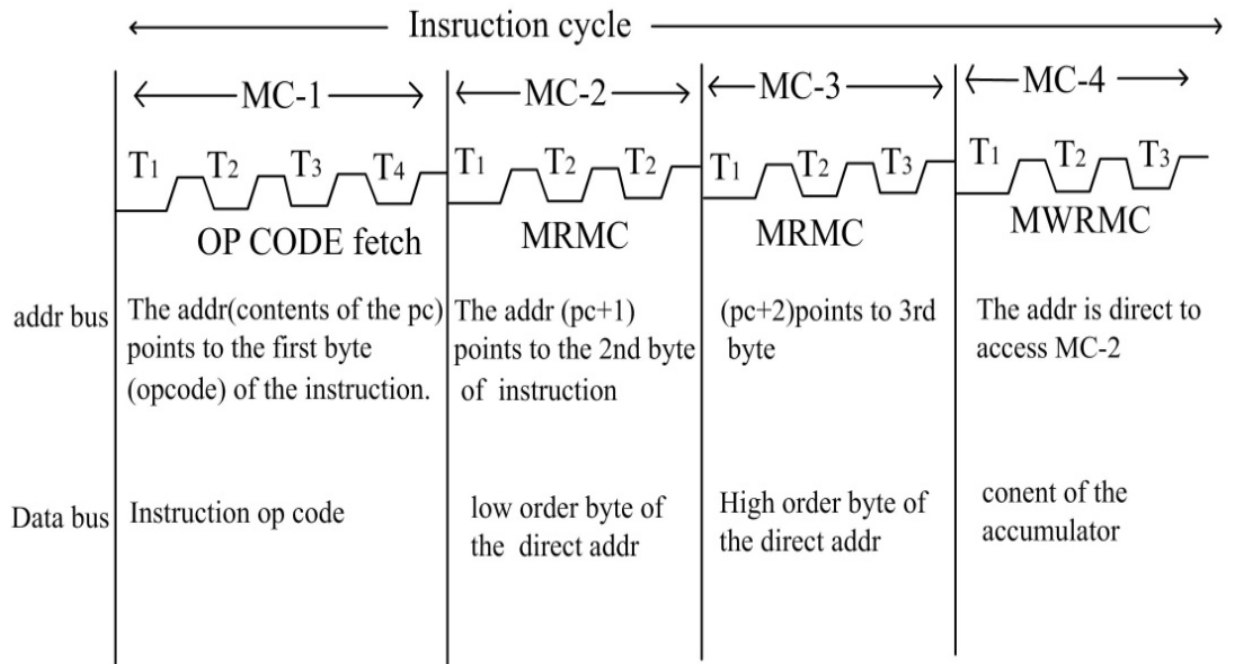 Insruction cycle
MC-1 MC-2 MC-3 MC-4
T1 T2 T3 T4 T1 T2 T2 T1 T2 T3 T1 T2 T3
OP CODE fetch MRMC MRMC MWRMC
addr bus
The addr(contents of the pc)
points to the first byte
(opcode) of the instruction.
The addr (pc+1)
points to the 2nd byte
of instruction
(pc+2)points to 3rd
byte
The addr is direct to
access MC-2
Data bus
Instruction op code
low order byte of
the direct addr
High order byte of
the direct addr
conent of the
accumulator